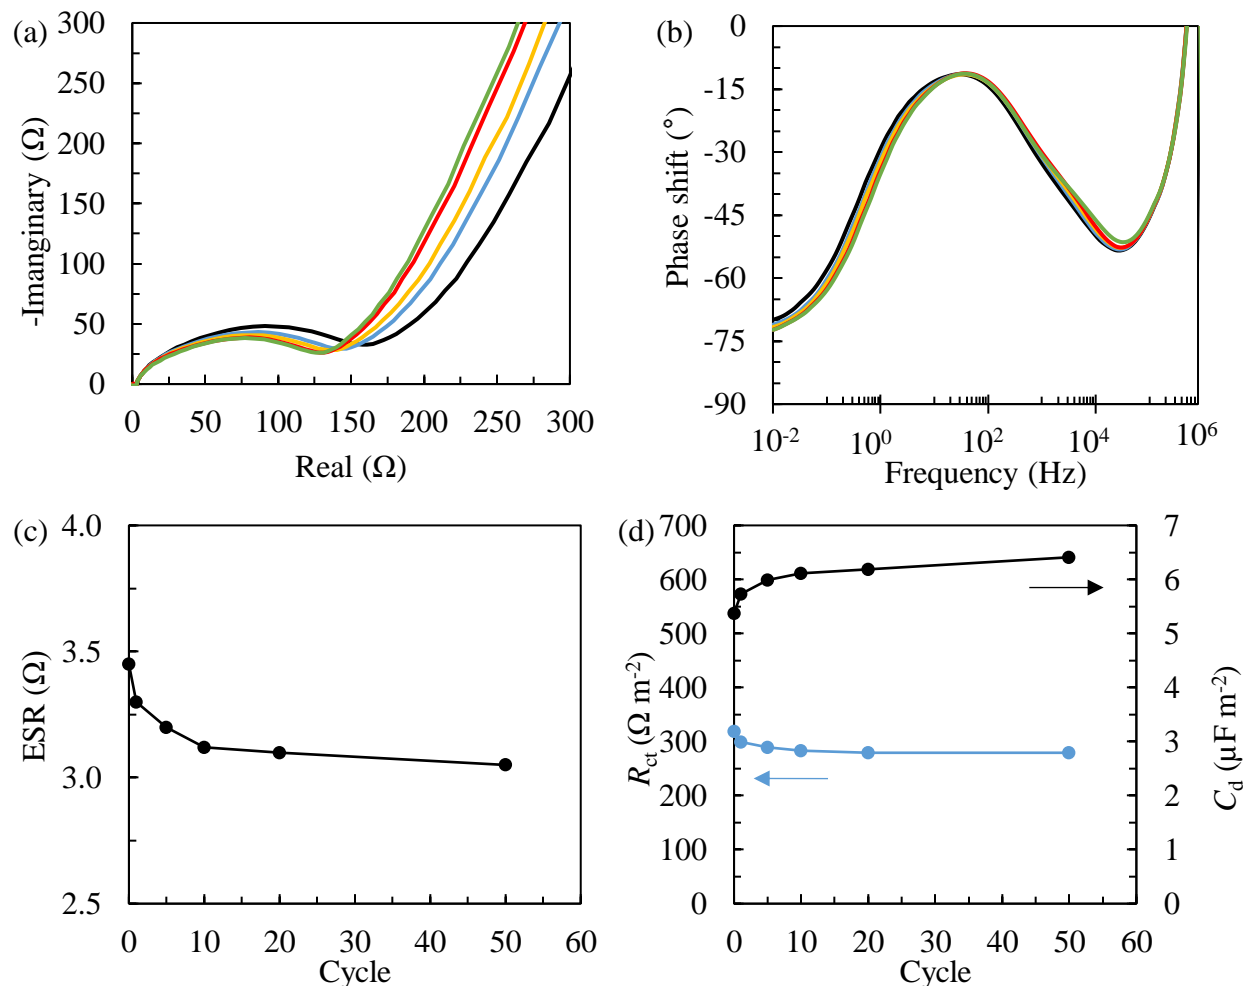 (a)
300
250
200
150
100
50
0
-Imanginary (Ω)
0 50 100 150 200 250 300
Real (Ω)
(b)
0
-15
-30
-45
-60
-75
-90
Phase shift (°)
10-2 100 102 104 106
Frequency (Hz)
(c)
4.0
3.5
3.0
2.5
ESR (Ω)
0 10 20 30 40 50 60
Cycle
(d)
700
600
500
400
300
200
100
0
Rct (Ω m-2)
7
6
5
4
3
2
1
0
Cd (µF m-2)
0 10 20 30 40 50 60
Cycle